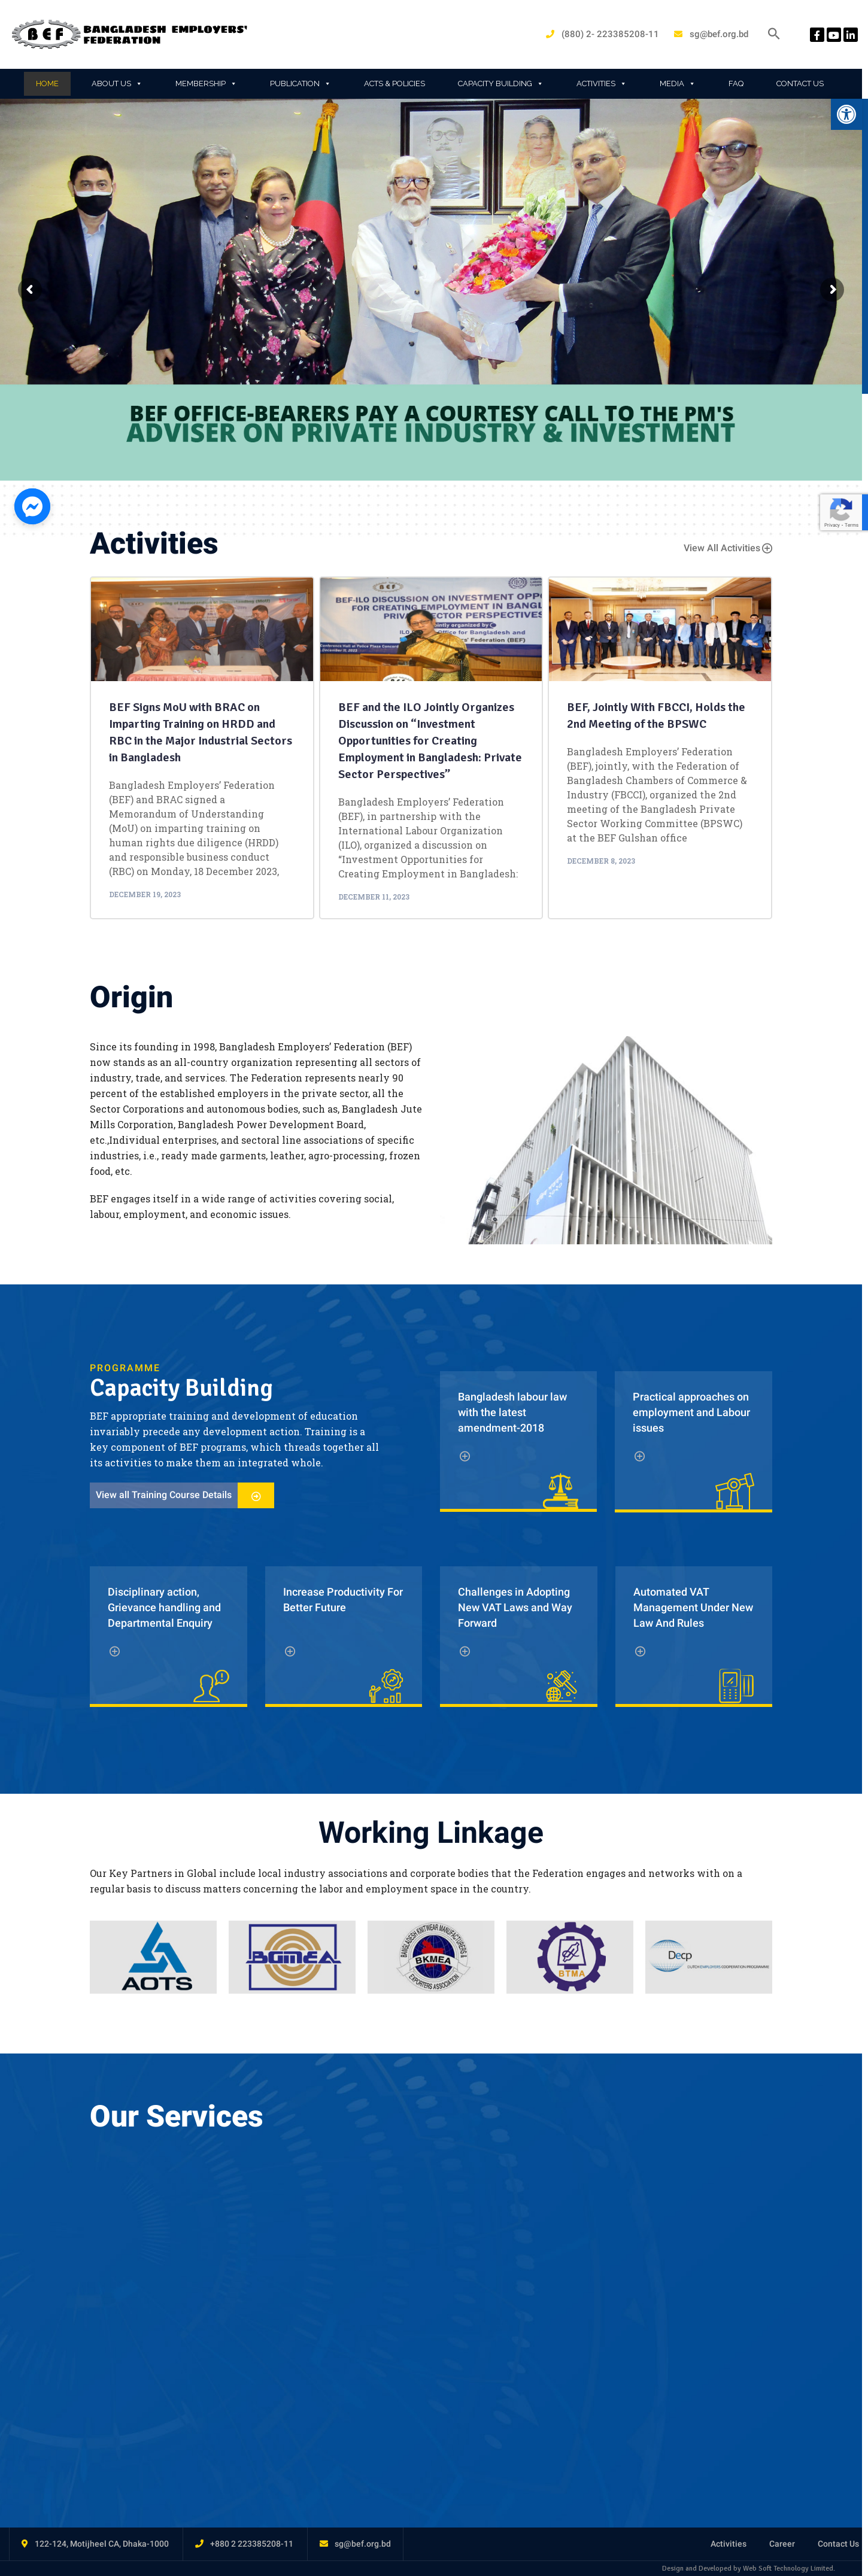 BEF BANGLADESH EMPLOYERS'
FEDERATION
(880) 2- 223385208-11 sg@bef.org.bd
HOME ABOUT US MEMBERSHIP PUBLICATION ACTS & POLICIES CAPACITY BUILDING ACTIVITIES MEDIA FAQ CONTACT US
BEF OFFICE-BEARERS PAY A COURTESY CALL TO THE PM'S
ADVISER ON PRIVATE INDUSTRY & INVESTMENT
Privacy - Terms
Activities
View All Activities
BEF-ILO DISCUSSION ON INVESTMENT OPPO
FOR CREATING EMPLOYMENT IN BANGL
SECTOR PERSPECTIVES
BEF
BEF Signs MoU with BRAC on
Imparting Training on HRDD and
RBC in the Major Industrial Sectors
in Bangladesh
Bangladesh Employers’ Federation
(BEF) and BRAC signed a
Memorandum of Understanding
(MoU) on imparting training on
human rights due diligence (HRDD)
and responsible business conduct
(RBC) on Monday, 18 December 2023,
DECEMBER 19, 2023
BEF and the ILO Jointly Organizes
Discussion on “Investment
Opportunities for Creating
Employment in Bangladesh: Private
Sector Perspectives”
Bangladesh Employers’ Federation
(BEF), in partnership with the
International Labour Organization
(ILO), organized a discussion on
“Investment Opportunities for
Creating Employment in Bangladesh:
DECEMBER 11, 2023
BEF, Jointly With FBCCI, Holds the
2nd Meeting of the BPSWC
Bangladesh Employers’ Federation
(BEF), jointly, with the Federation of
Bangladesh Chambers of Commerce &
Industry (FBCCI), organized the 2nd
meeting of the Bangladesh Private
Sector Working Committee (BPSWC)
at the BEF Gulshan office
DECEMBER 8, 2023
Origin
Since its founding in 1998, Bangladesh Employers’ Federation (BEF)
now stands as an all-country organization representing all sectors of
industry, trade, and services. The Federation represents nearly 90
percent of the established employers in the private sector, all the
Sector Corporations and autonomous bodies, such as, Bangladesh Jute
Mills Corporation, Bangladesh Power Development Board,
etc.,Individual enterprises, and sectoral line associations of specific
industries, i.e., ready made garments, leather, agro-processing, frozen
food, etc.
BEF engages itself in a wide range of activities covering social,
labour, employment, and economic issues.
PROGRAMME
Capacity Building
BEF appropriate training and development of education
invariably precede any development action. Training is a
key component of BEF programs, which threads together all
its activities to make them an integrated whole.
View all Training Course Details
Bangladesh labour law
with the latest
amendment-2018
Practical approaches on
employment and Labour
issues
Disciplinary action,
Grievance handling and
Departmental Enquiry
Increase Productivity For
Better Future
Challenges in Adopting
New VAT Laws and Way
Forward
Automated VAT
Management Under New
Law And Rules
Working Linkage
Our Key Partners in Global include local industry associations and corporate bodies that the Federation engages and networks with on a
regular basis to discuss matters concerning the labor and employment space in the country.
AOTS
BGMEA
BANGLADESH KNITWEAR MANUFACTURERS &
BKMEA
EXPORTERS ASSOCIATION
BTMA
Decp
DUTCH EMPLOYERS COOPERATION PROGRAMME
Our Services
122-124, Motijheel CA, Dhaka-1000 +880 2 223385208-11 sg@bef.org.bd Activities Career Contact Us
Design and Developed by Web Soft Technology Limited.